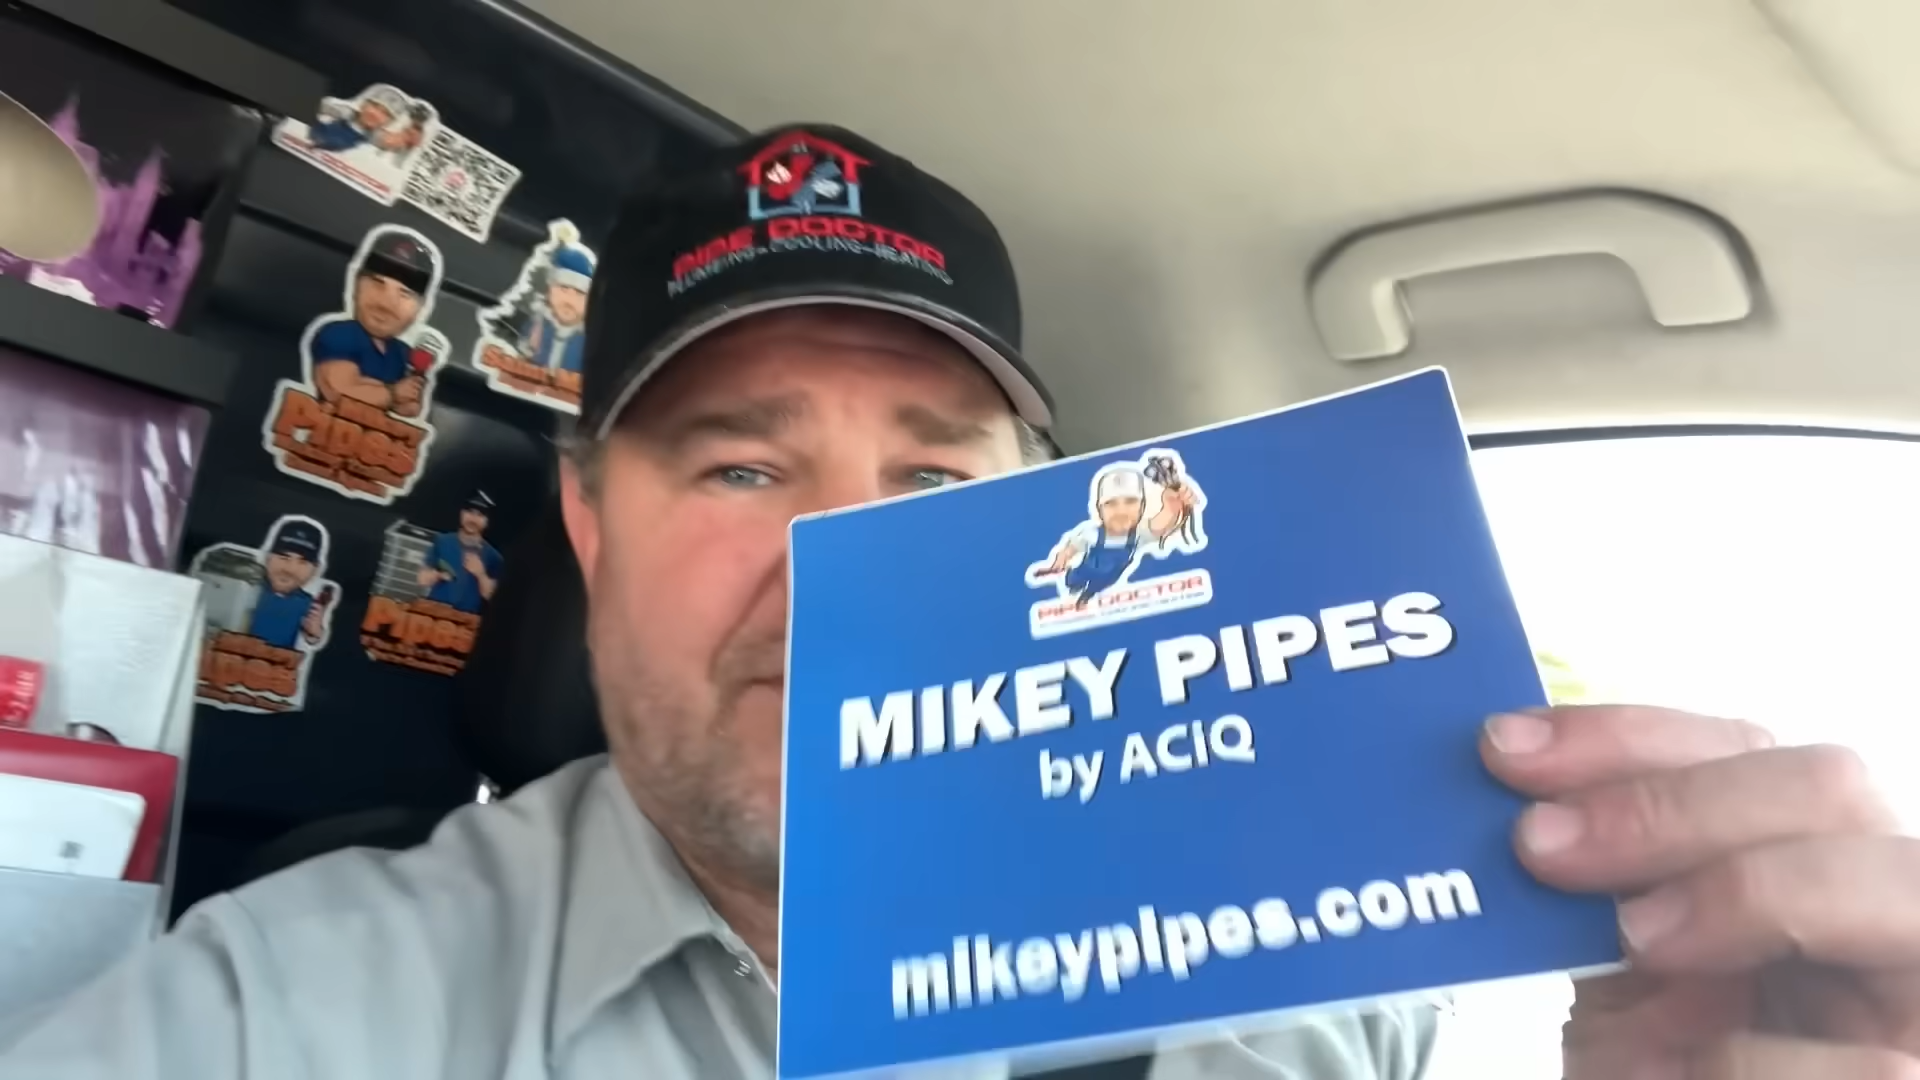 PIPE DOCTOR
PLUMBING-COOLING-HEATING
Pipes
Pipes
Pipes
PIPE DOCTOR
MIKEY PIPES
by ACIQ
mikeypipes.com